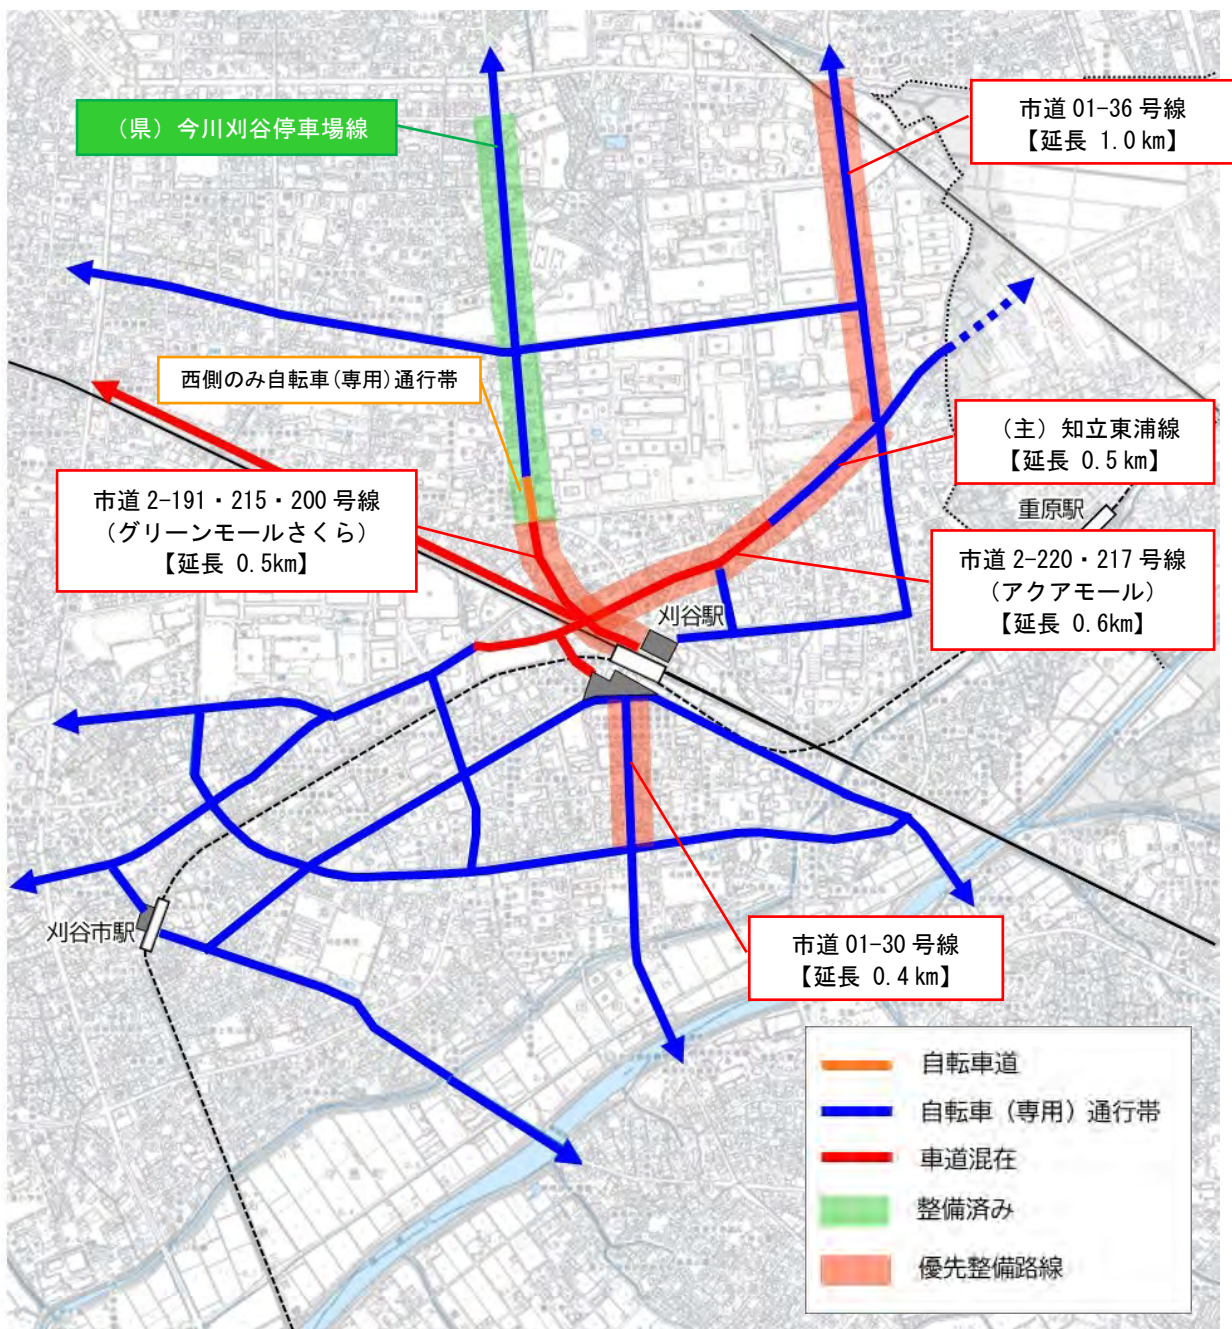 （県）今川刈谷停車場線
市道 01-36 号線
【延長 1.0 km】
西側のみ自転車(専用)通行帯
（主）知立東浦線
【延長 0.5 km】
市道 2-191・215・200 号線
（グリーンモールさくら）
【延長 0.5km】
重原駅
市道 2-220・217 号線
（アクアモール）
【延長 0.6km】
刈谷駅
刈谷市駅
市道 01-30 号線
【延長 0.4 km】
自転車道
自転車（専用）通行帯
車道混在
整備済み
優先整備路線